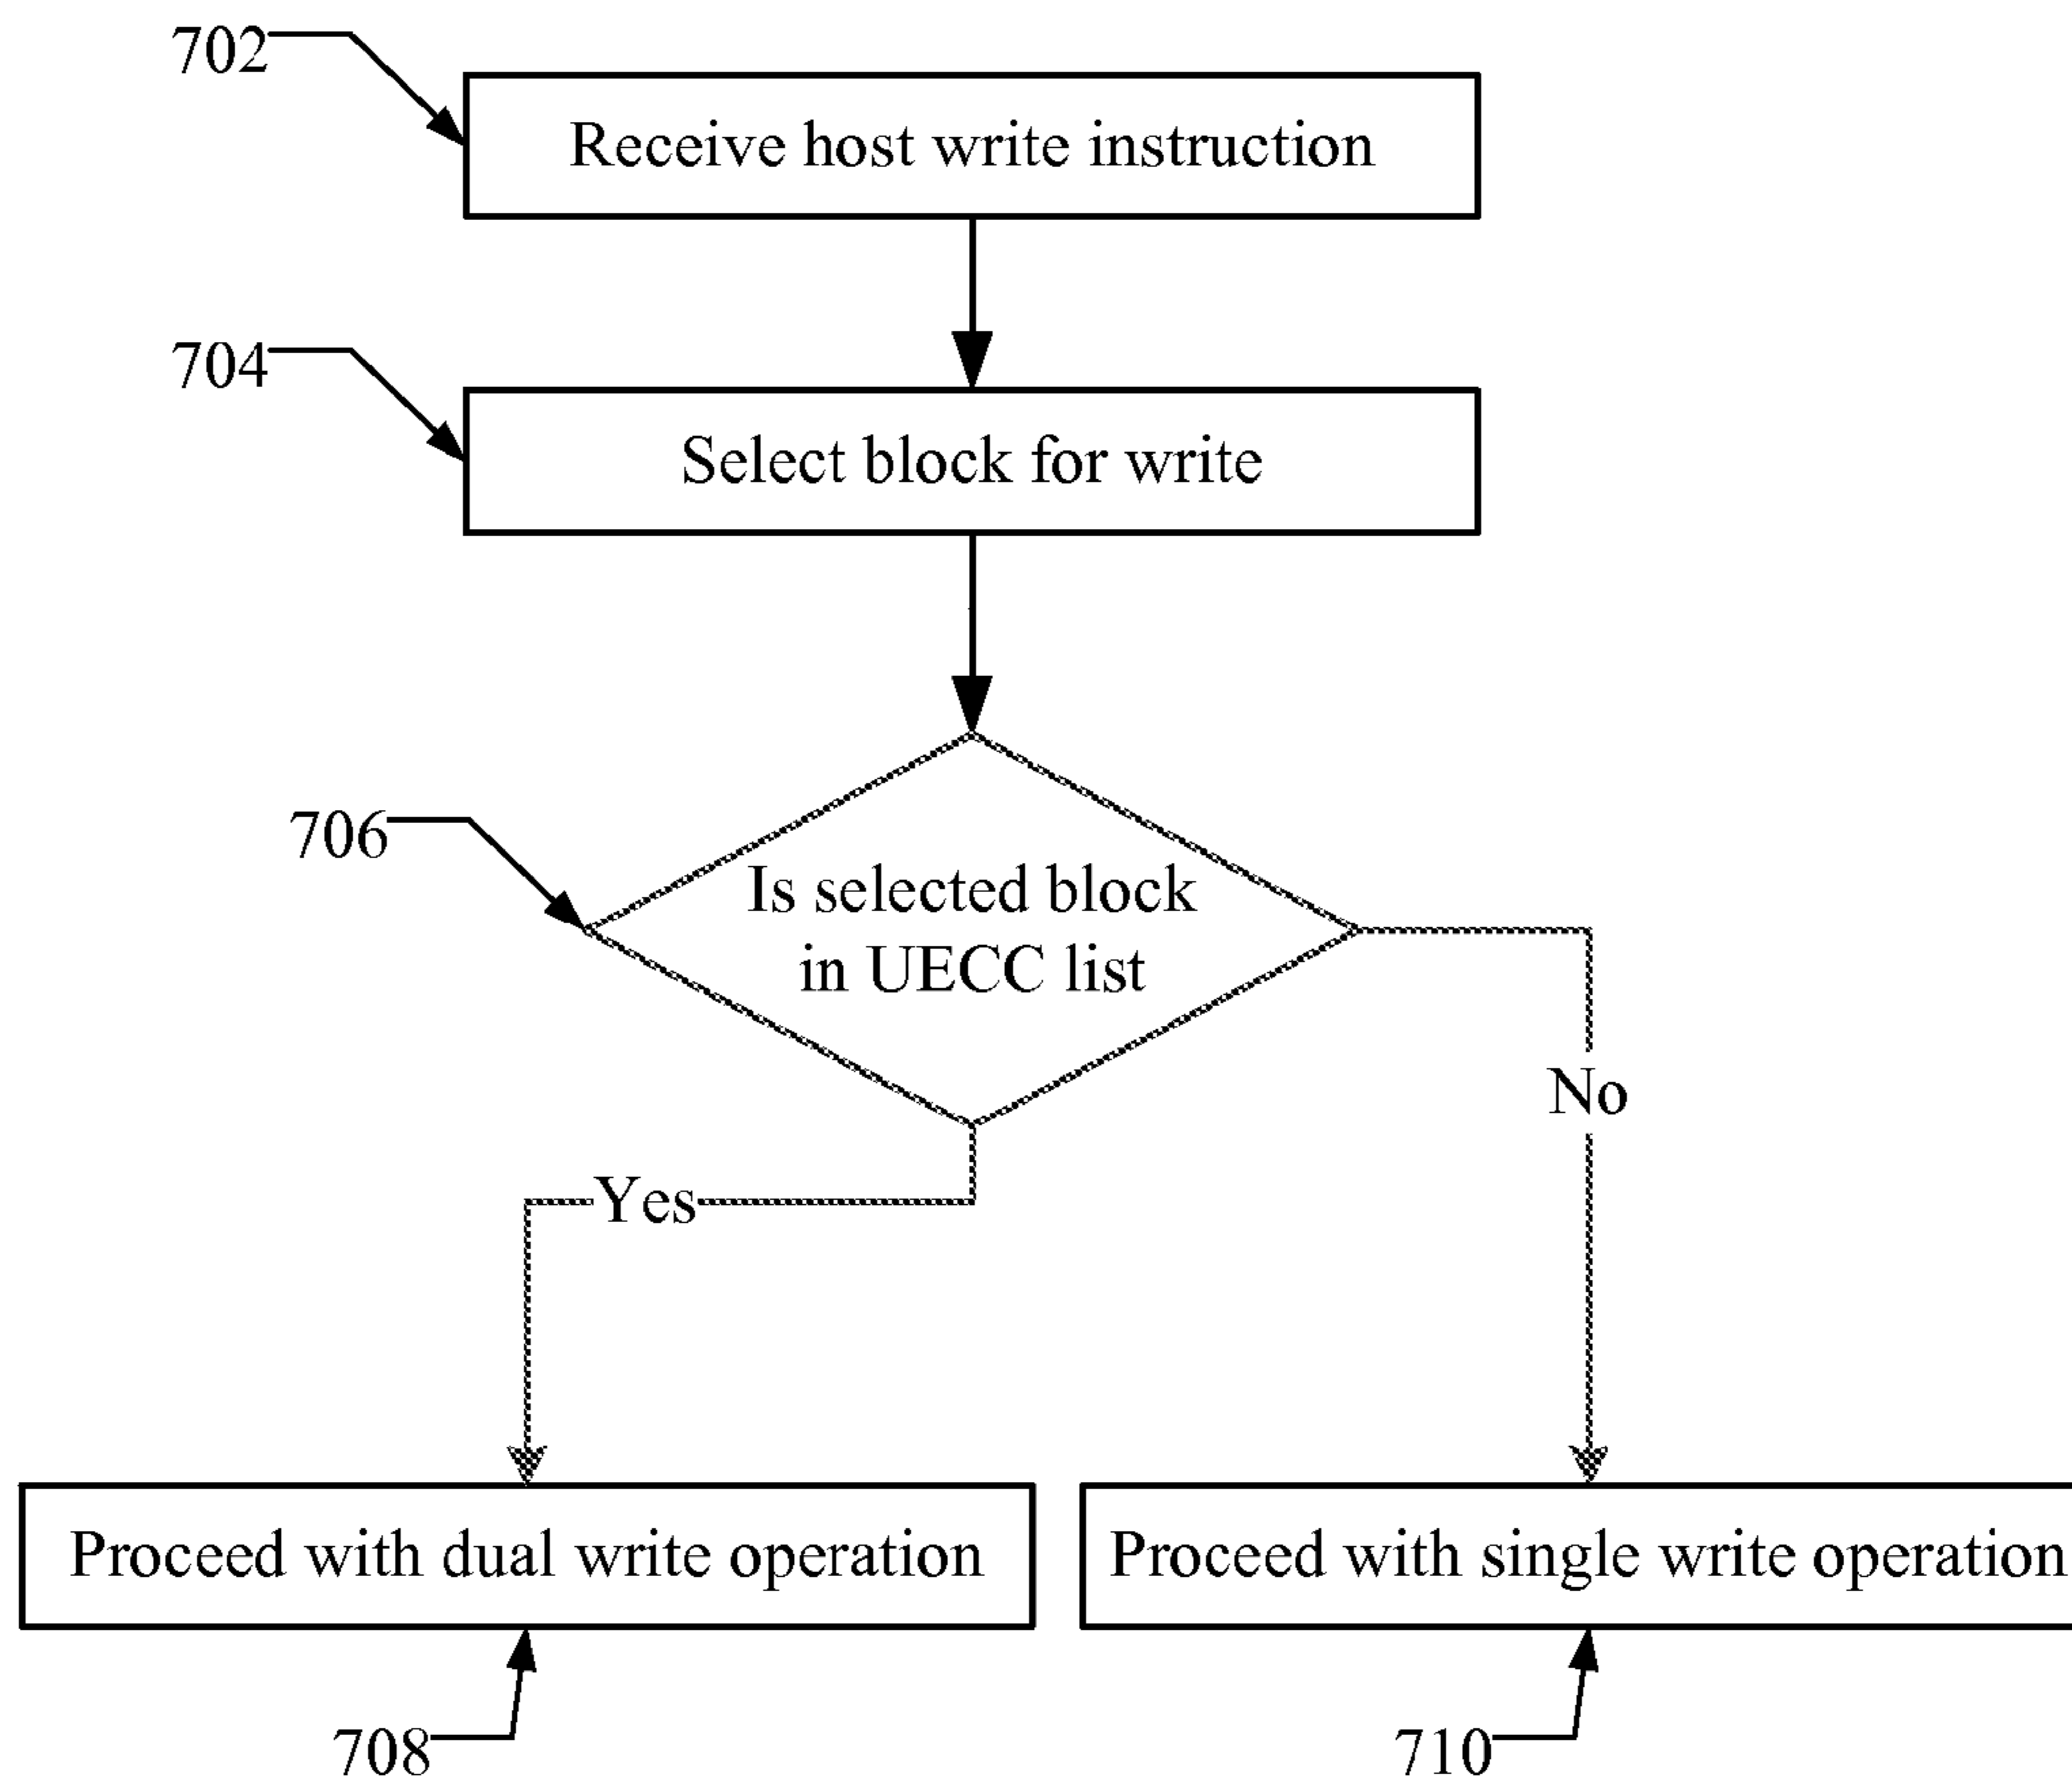 702
Receive host write instruction
704
Select block for write
706
Is selected block
in UECC list
No
Yes
Proceed with dual write operation
Proceed with single write operation
708
710